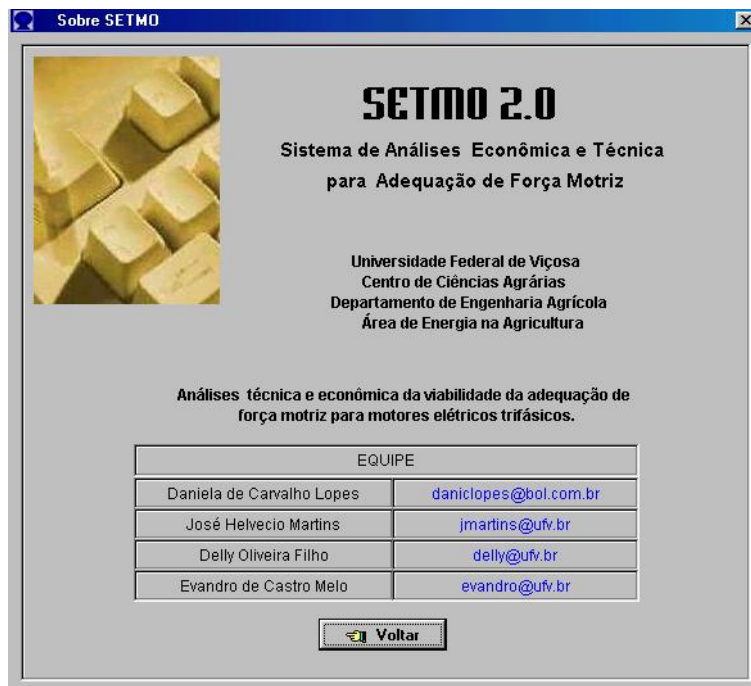 Sobre SETMO
SETMO 2.0
Sistema de Análises Econômica e Técnica
para Adequação de Força Motriz
Universidade Federal de Viçosa
Centro de Ciências Agrárias
Departamento de Engenharia Agrícola
Área de Energia na Agricultura
Análises técnica e econômica da viabilidade da adequação de
força motriz para motores elétricos trifásicos.
EQUIPE
Daniela de Carvalho Lopes daniclopes@bol.com.br
José Helvecio Martins jmartins@ufv.br
Delly Oliveira Filho delly@ufv.br
Evandro de Castro Melo evandro@ufv.br
Voltar